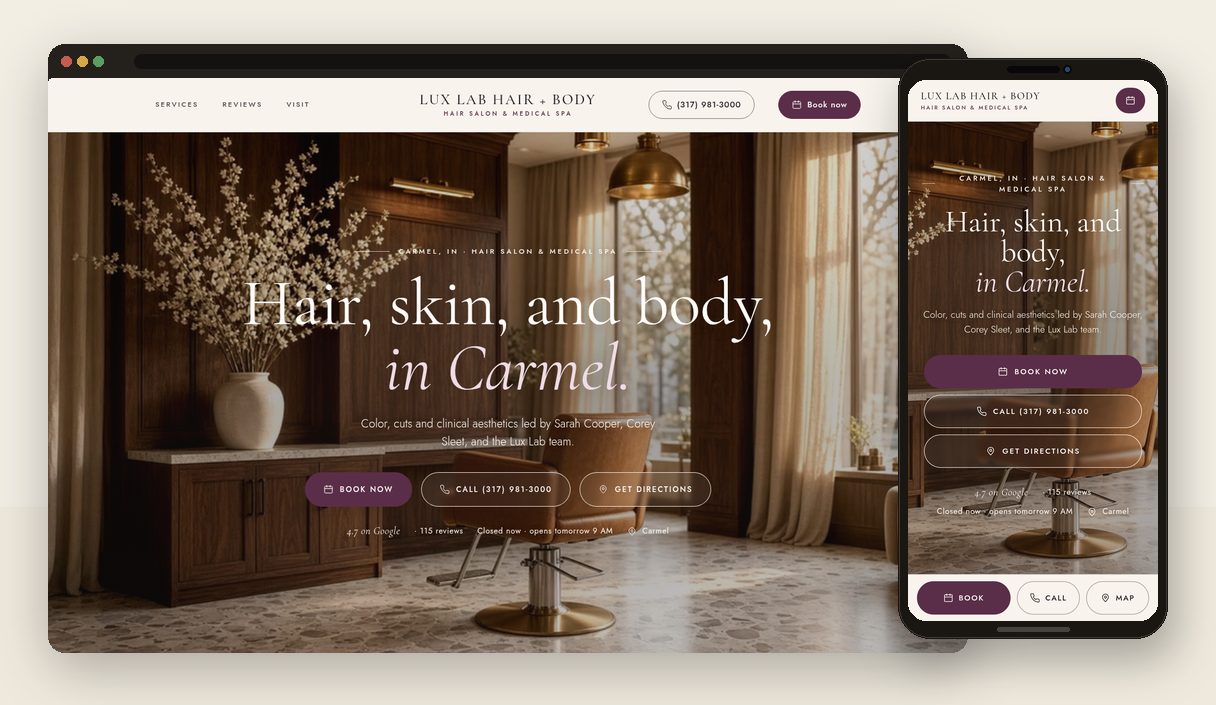 SERVICES
REVIEWS
VISIT
LUX LAB HAIR + BODY
HAIR SALON & MEDICAL SPA
(317) 981-3000
Book now
CARMEL, IN · HAIR SALON & MEDICAL SPA
Hair, skin, and body,
in Carmel.
Color, cuts and clinical aesthetics led by Sarah Cooper, Corey
Sleet, and the Lux Lab team.
BOOK NOW
CALL (317) 981-3000
GET DIRECTIONS
4.7 on Google · 115 reviews Closed now · opens tomorrow 9 AM Carmel
LUX LAB HAIR + BODY
HAIR SALON & MEDICAL SPA
CARMEL, IN · HAIR SALON &
MEDICAL SPA
Hair, skin, and
body,
in Carmel.
Color, cuts and clinical aesthetics led by Sarah Cooper,
Corey Sleet, and the Lux Lab team.
BOOK NOW
CALL (317) 981-3000
GET DIRECTIONS
4.7 on Google · 115 reviews
Closed now · opens tomorrow 9 AM Carmel
BOOK
CALL
MAP